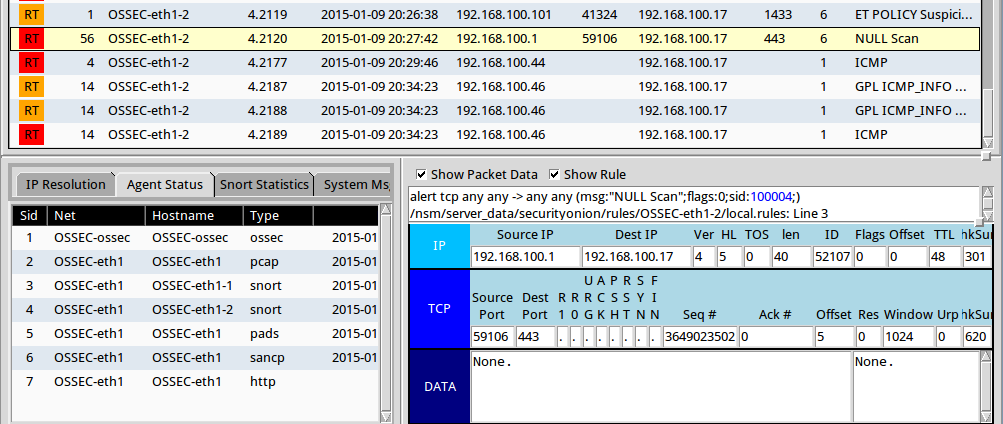 RT 1 OSSEC-eth1-2 4.2119 2015-01-09 20:26:38 192.168.100.101 41324 192.168.100.17 1433 6 ET POLICY Suspici...
RT 56 OSSEC-eth1-2 4.2120 2015-01-09 20:27:42 192.168.100.1 59106 192.168.100.17 443 6 NULL Scan
RT 4 OSSEC-eth1-2 4.2177 2015-01-09 20:29:46 192.168.100.44 192.168.100.17 1 ICMP
RT 14 OSSEC-eth1-2 4.2187 2015-01-09 20:34:23 192.168.100.46 192.168.100.17 1 GPL ICMP_INFO ...
RT 14 OSSEC-eth1-2 4.2188 2015-01-09 20:34:23 192.168.100.46 192.168.100.17 1 GPL ICMP_INFO ...
RT 14 OSSEC-eth1-2 4.2189 2015-01-09 20:34:23 192.168.100.46 192.168.100.17 1 ICMP
IP Resolution Agent Status Snort Statistics System Ms
Sid Net Hostname Type
1 OSSEC-ossec OSSEC-ossec ossec 2015-01
2 OSSEC-eth1 OSSEC-eth1 pcap 2015-01
3 OSSEC-eth1 OSSEC-eth1-1 snort 2015-01
4 OSSEC-eth1 OSSEC-eth1-2 snort 2015-01
5 OSSEC-eth1 OSSEC-eth1 pads 2015-01
6 OSSEC-eth1 OSSEC-eth1 sancp 2015-01
7 OSSEC-eth1 OSSEC-eth1 http
Show Packet Data Show Rule
alert tcp any any -> any any (msg:"NULL Scan";flags:0;sid:100004;)
/nsm/server_data/securityonion/rules/OSSEC-eth1-2/local.rules: Line 3
IP
Source IP Dest IP Ver HL TOS len ID Flags Offset TTL hkSu
192.168.100.1 192.168.100.17 4 5 0 40 52107 0 0 48 301
TCP
U A P R S F
Source Dest R R R C S S Y I
Port Port 1 0 G K H T N N Seq # Ack # Offset Res Window Urp hkSu
59106 443 . . . . . . . . 3649023502 0 5 0 1024 0 620
DATA
None. None.